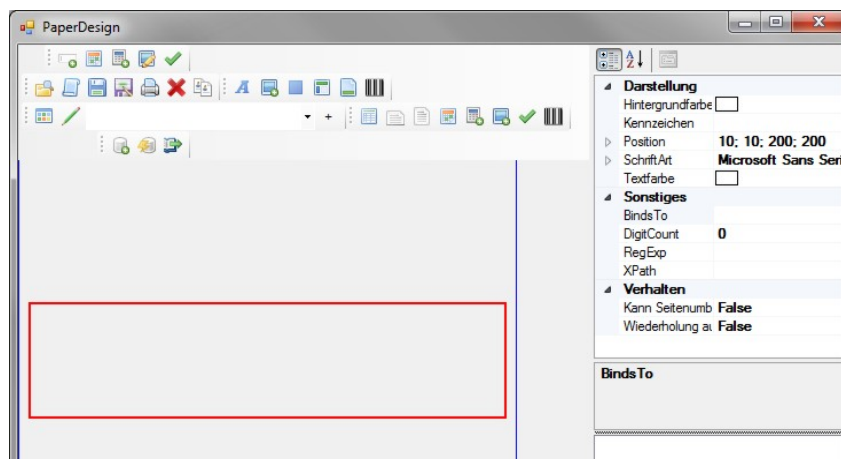 PaperDesign
A
Z
Darstellung
Hintergrundfarbe
Kennzeichen
Position 10; 10; 200; 200
SchriftArt Microsoft Sans Seri
Textfarbe
Sonstiges
BindsTo
DigitCount 0
RegExp
XPath
Verhalten
Kann Seitenumb False
Wiederholung au False
BindsTo